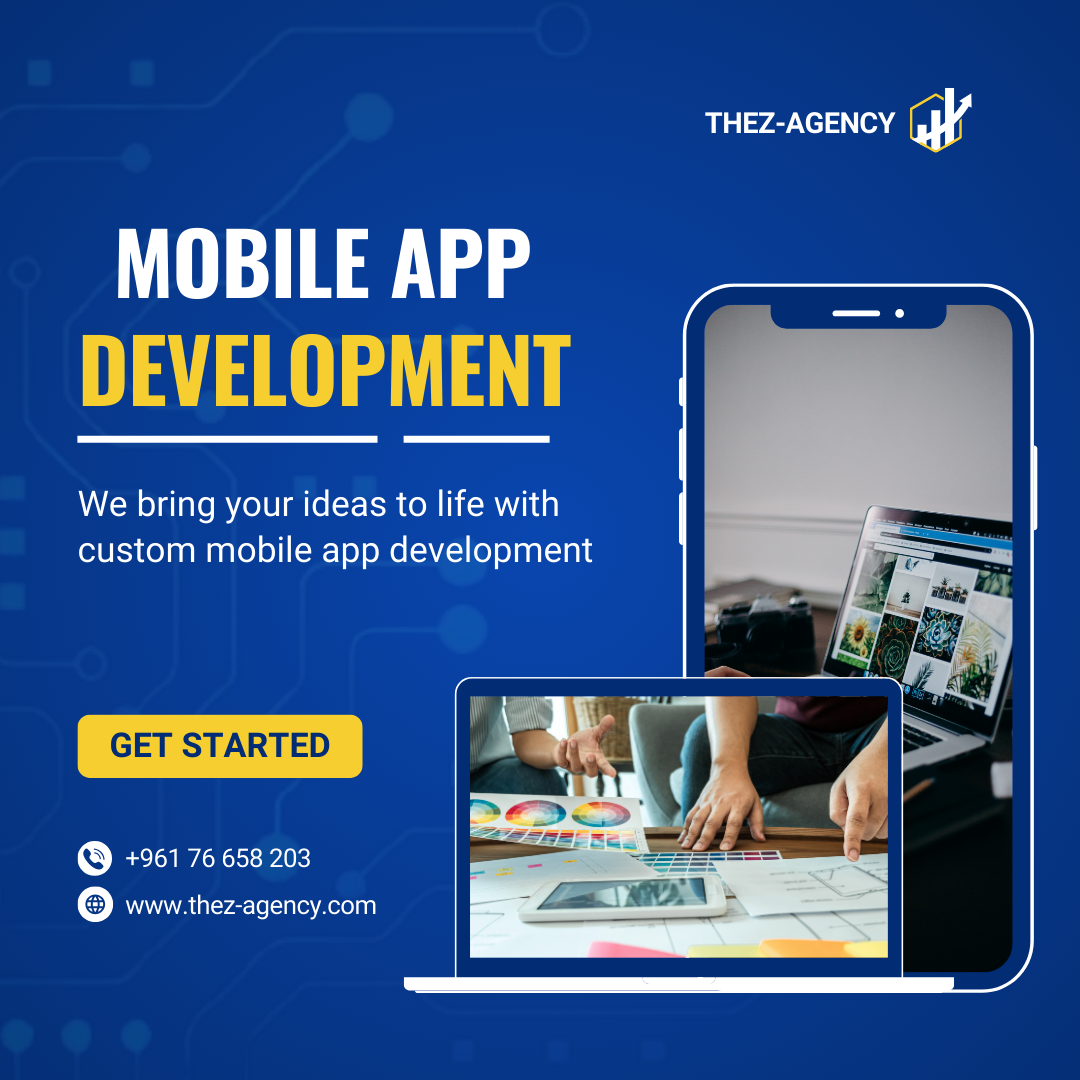 THEZ-AGENCY
MOBILE APP
DEVELOPMENT
We bring your ideas to life with
custom mobile app development
GET STARTED
+961 76 658 203
www.thez-agency.com